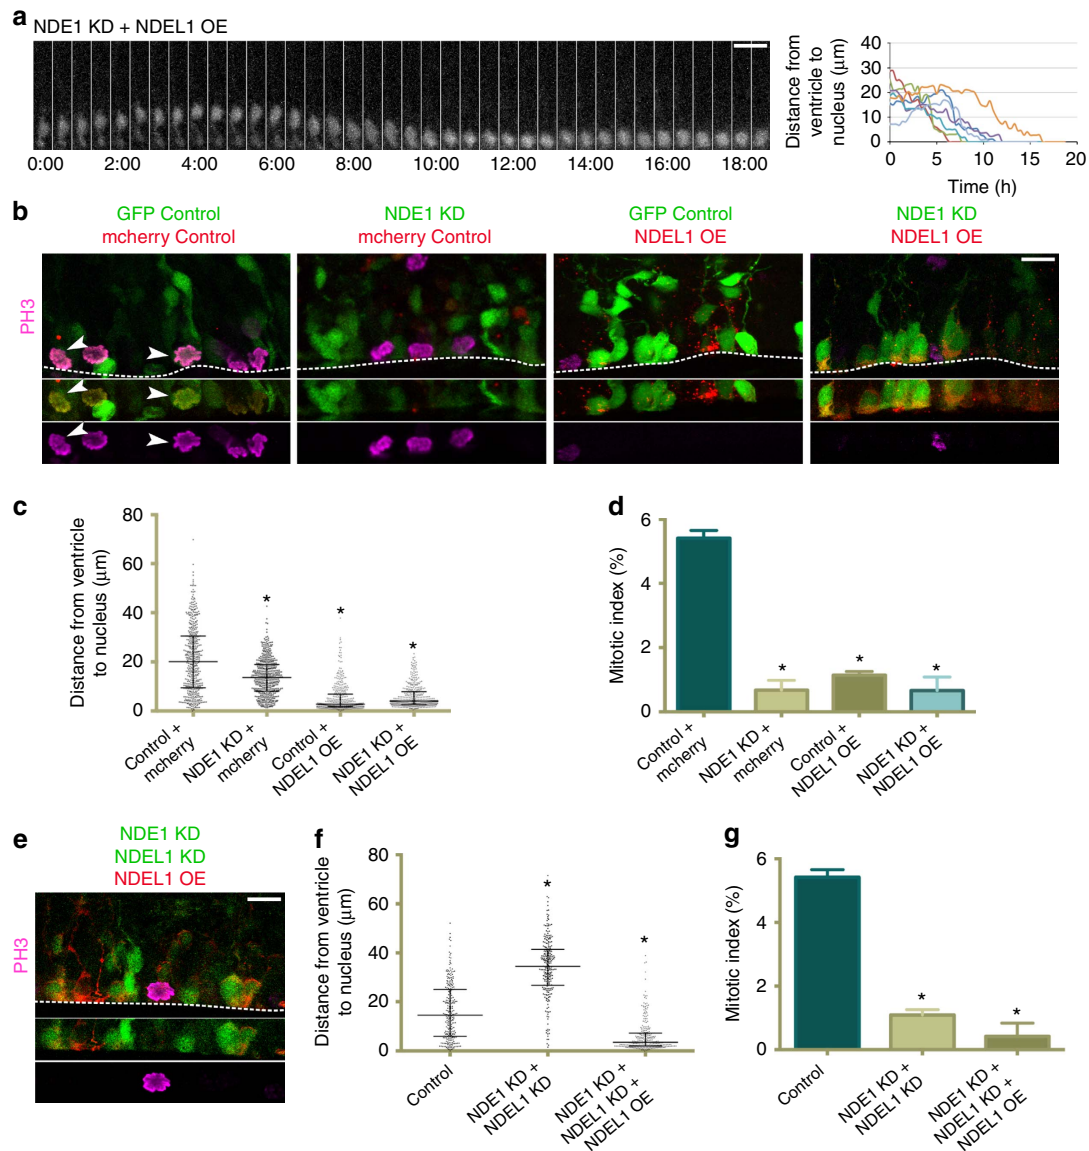 a
NDE1 KD + NDEL1 OE
0:00 2:00 4:00 6:00 8:00 10:00 12:00 14:00 16:00 18:00
Distance from
ventricle to
nucleus (μm)
40
30
20
10
0
0 5 10 15 20
Time (h)
b
GFP Control
mcherry Control
NDE1 KD
mcherry Control
GFP Control
NDEL1 OE
NDE1 KD
NDEL1 OE
PH3
c
Distance from ventricle
to nucleus (μm)
80
60
40
20
0
* * *
Control +
mcherry
NDE1 KD +
mcherry
Control +
NDEL1 OE
NDE1 KD +
NDEL1 OE
d
Mitotic index (%)
6
4
2
0
* * *
Control +
mcherry
NDE1 KD +
mcherry
Control +
NDEL1 OE
NDE1 KD +
NDEL1 OE
e
NDE1 KD
NDEL1 KD
NDEL1 OE
PH3
f
Distance from ventricle
to nucleus (μm)
80
60
40
20
0
* *
Control
NDE1 KD +
NDEL1 KD
NDE1 KD +
NDEL1 KD +
NDEL1 OE
g
Mitotic index (%)
6
4
2
0
* *
Control
NDE1 KD +
NDEL1 KD
NDE1 KD +
NDEL1 KD +
NDEL1 OE